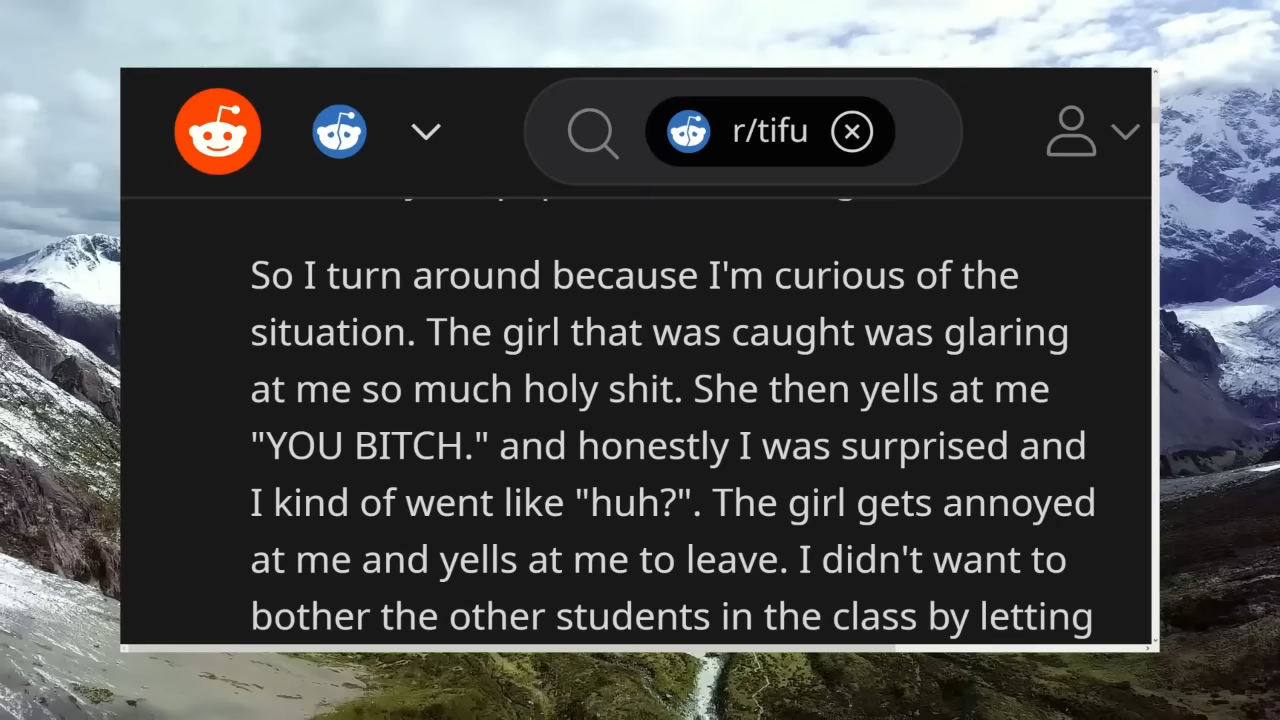 r/tifu
So I turn around because I'm curious of the
situation. The girl that was caught was glaring
at me so much holy shit. She then yells at me
"YOU BITCH." and honestly I was surprised and
I kind of went like "huh?". The girl gets annoyed
at me and yells at me to leave. I didn't want to
bother the other students in the class by letting